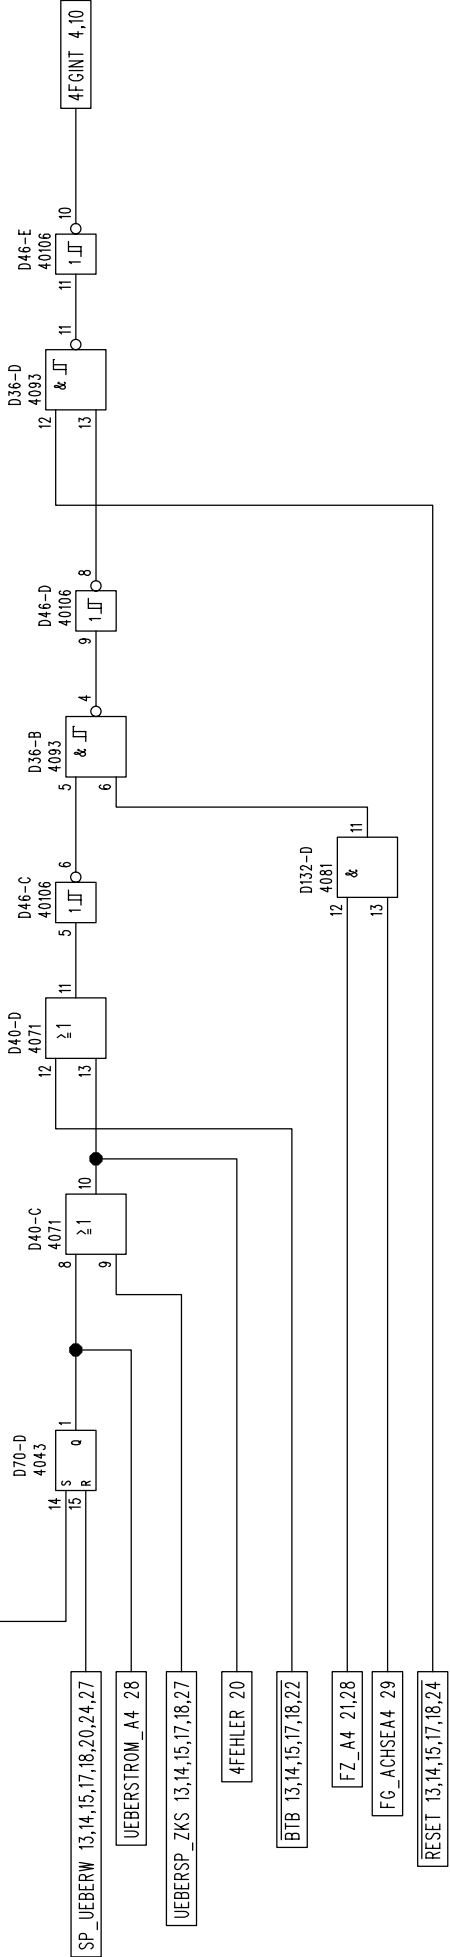 4FGINT 4,10
D46-E
40106
1
10
11
D36-D
4093
&
11
12
13
D46-D
40106
1
8
9
D36-B
4093
&
4
5
6
D46-C
40106
1
6
5
D132-D
4081
&
11
12
13
D40-D
4071
≥1
11
12
13
D40-C
4071
≥1
10
8
9
D70-D
4043
S
R
Q
1
14
15
SP_UEBERW 13,14,15,17,18,20,24,27
UEBERSTROM_A4 28
UEBERSP_ZKS 13,14,15,17,18,27
4FEHLER 20
BTB 13,14,15,17,18,22
FZ_A4 21,28
FG_ACHSEA4 29
RESET 13,14,15,17,18,24